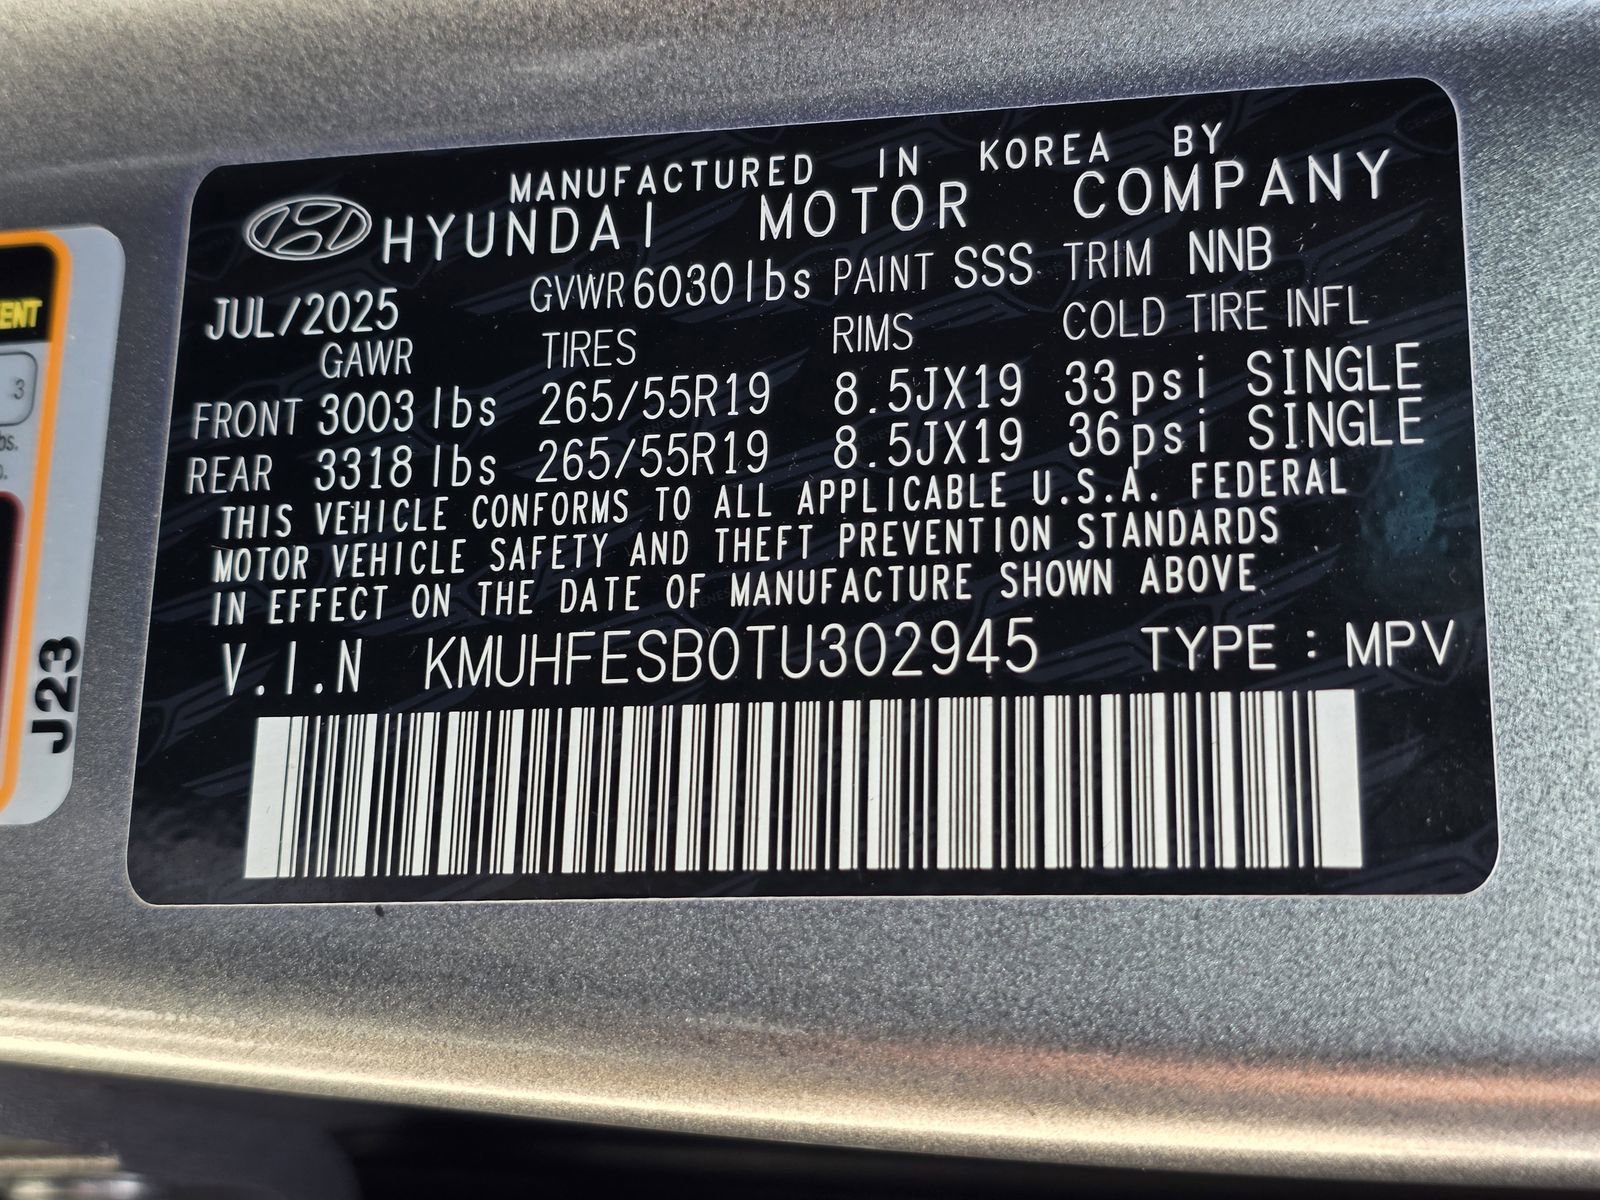 MANUFACTURED IN KOREA BY
HYUNDAI MOTOR COMPANY
JUL/2025 GVWR 6030 lbs PAINT SSS TRIM NNB
GAWR TIRES RIMS COLD TIRE INFL
FRONT 3003 lbs 265/55R19 8.5JX19 33psi SINGLE
REAR 3318 lbs 265/55R19 8.5JX19 36psi SINGLE
THIS VEHICLE CONFORMS TO ALL APPLICABLE U.S.A. FEDERAL
MOTOR VEHICLE SAFETY AND THEFT PREVENTION STANDARDS
IN EFFECT ON THE DATE OF MANUFACTURE SHOWN ABOVE
V.I.N KMUHFESB0TU302945 TYPE : MPV
ENT
3
J23